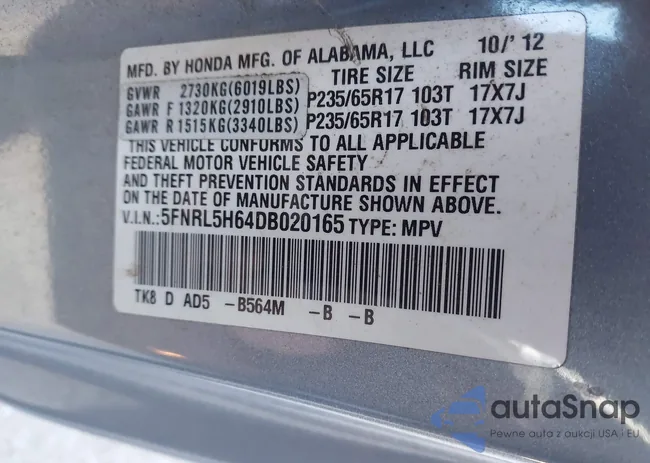 MFD. BY HONDA MFG. OF ALABAMA, LLC 10/'12
TIRE SIZE RIM SIZE
GVWR 2730KG(6019LBS)
GAWR F 1320KG(2910LBS) P235/65R17 103T 17X7J
GAWR R 1515KG(3340LBS) P235/65R17 103T 17X7J
THIS VEHICLE CONFORMS TO ALL APPLICABLE
FEDERAL MOTOR VEHICLE SAFETY
AND THEFT PREVENTION STANDARDS IN EFFECT
ON THE DATE OF MANUFACTURE SHOWN ABOVE.
V.I.N.:5FNRL5H64DB020165 TYPE: MPV
TK8 D AD5 -B564M -B -B
autoSnap
Pewne auta z aukcji USA i EU